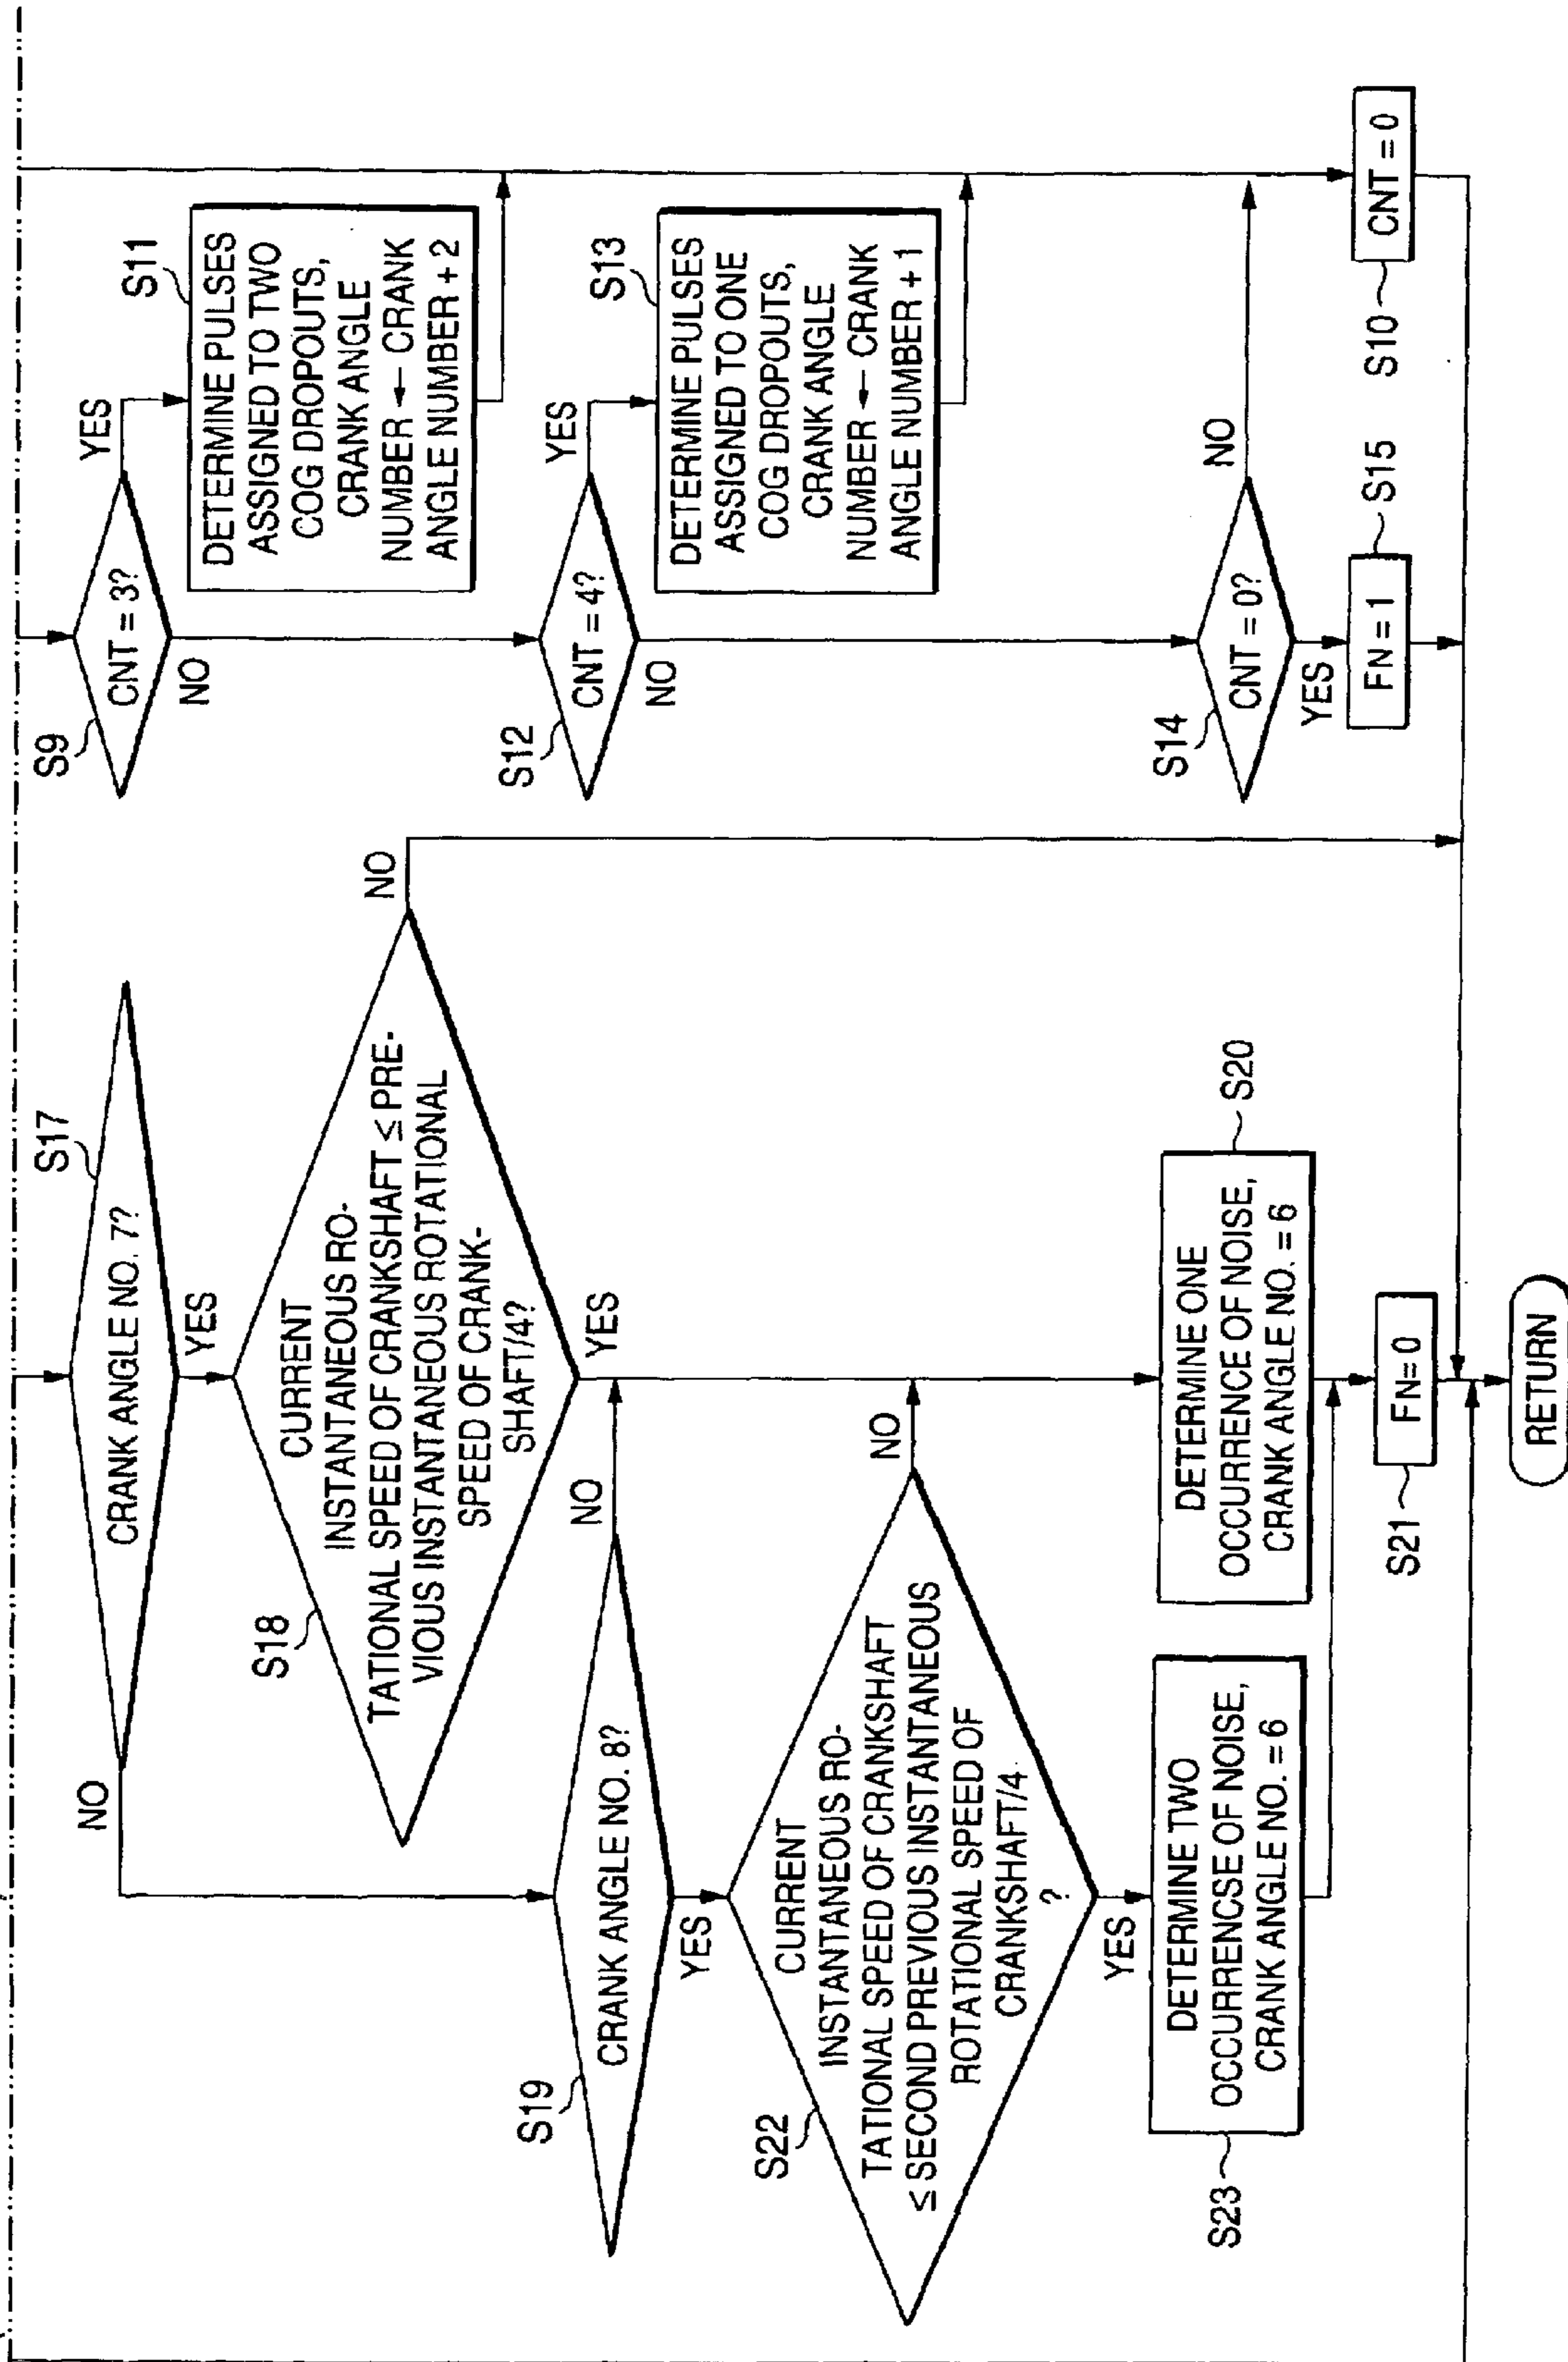 S17
CRANK ANGLE NO. 7?
NO
YES
S18
CURRENT
INSTANTANEOUS RO-
TATIONAL SPEED OF CRANKSHAFT ≤ PRE-
VIOUS INSTANTANEOUS ROTATIONAL
SPEED OF CRANK-
SHAFT/4?
NO
YES
S19
CRANK ANGLE NO. 8?
NO
YES
S22
CURRENT
INSTANTANEOUS RO-
TATIONAL SPEED OF CRANKSHAFT
≤ SECOND PREVIOUS INSTANTANEOUS
ROTATIONAL SPEED OF
CRANKSHAFT/4
?
NO
YES
S23
DETERMINE TWO
OCCURRENCSE OF NOISE,
CRANK ANGLE NO. = 6
DETERMINE ONE
OCCURRENCE OF NOISE,
CRANK ANGLE NO. = 6
S20
S21
FN= 0
RETURN
S9
CNT = 3?
YES
NO
S11
DETERMINE PULSES
ASSIGNED TO TWO
COG DROPOUTS,
CRANK ANGLE
NUMBER ← CRANK
ANGLE NUMBER + 2
S12
CNT = 4?
YES
NO
S13
DETERMINE PULSES
ASSIGNED TO ONE
COG DROPOUTS,
CRANK ANGLE
NUMBER ← CRANK
ANGLE NUMBER + 1
S14
CNT = 0?
NO
YES
FN = 1
S15
S10
CNT = 0